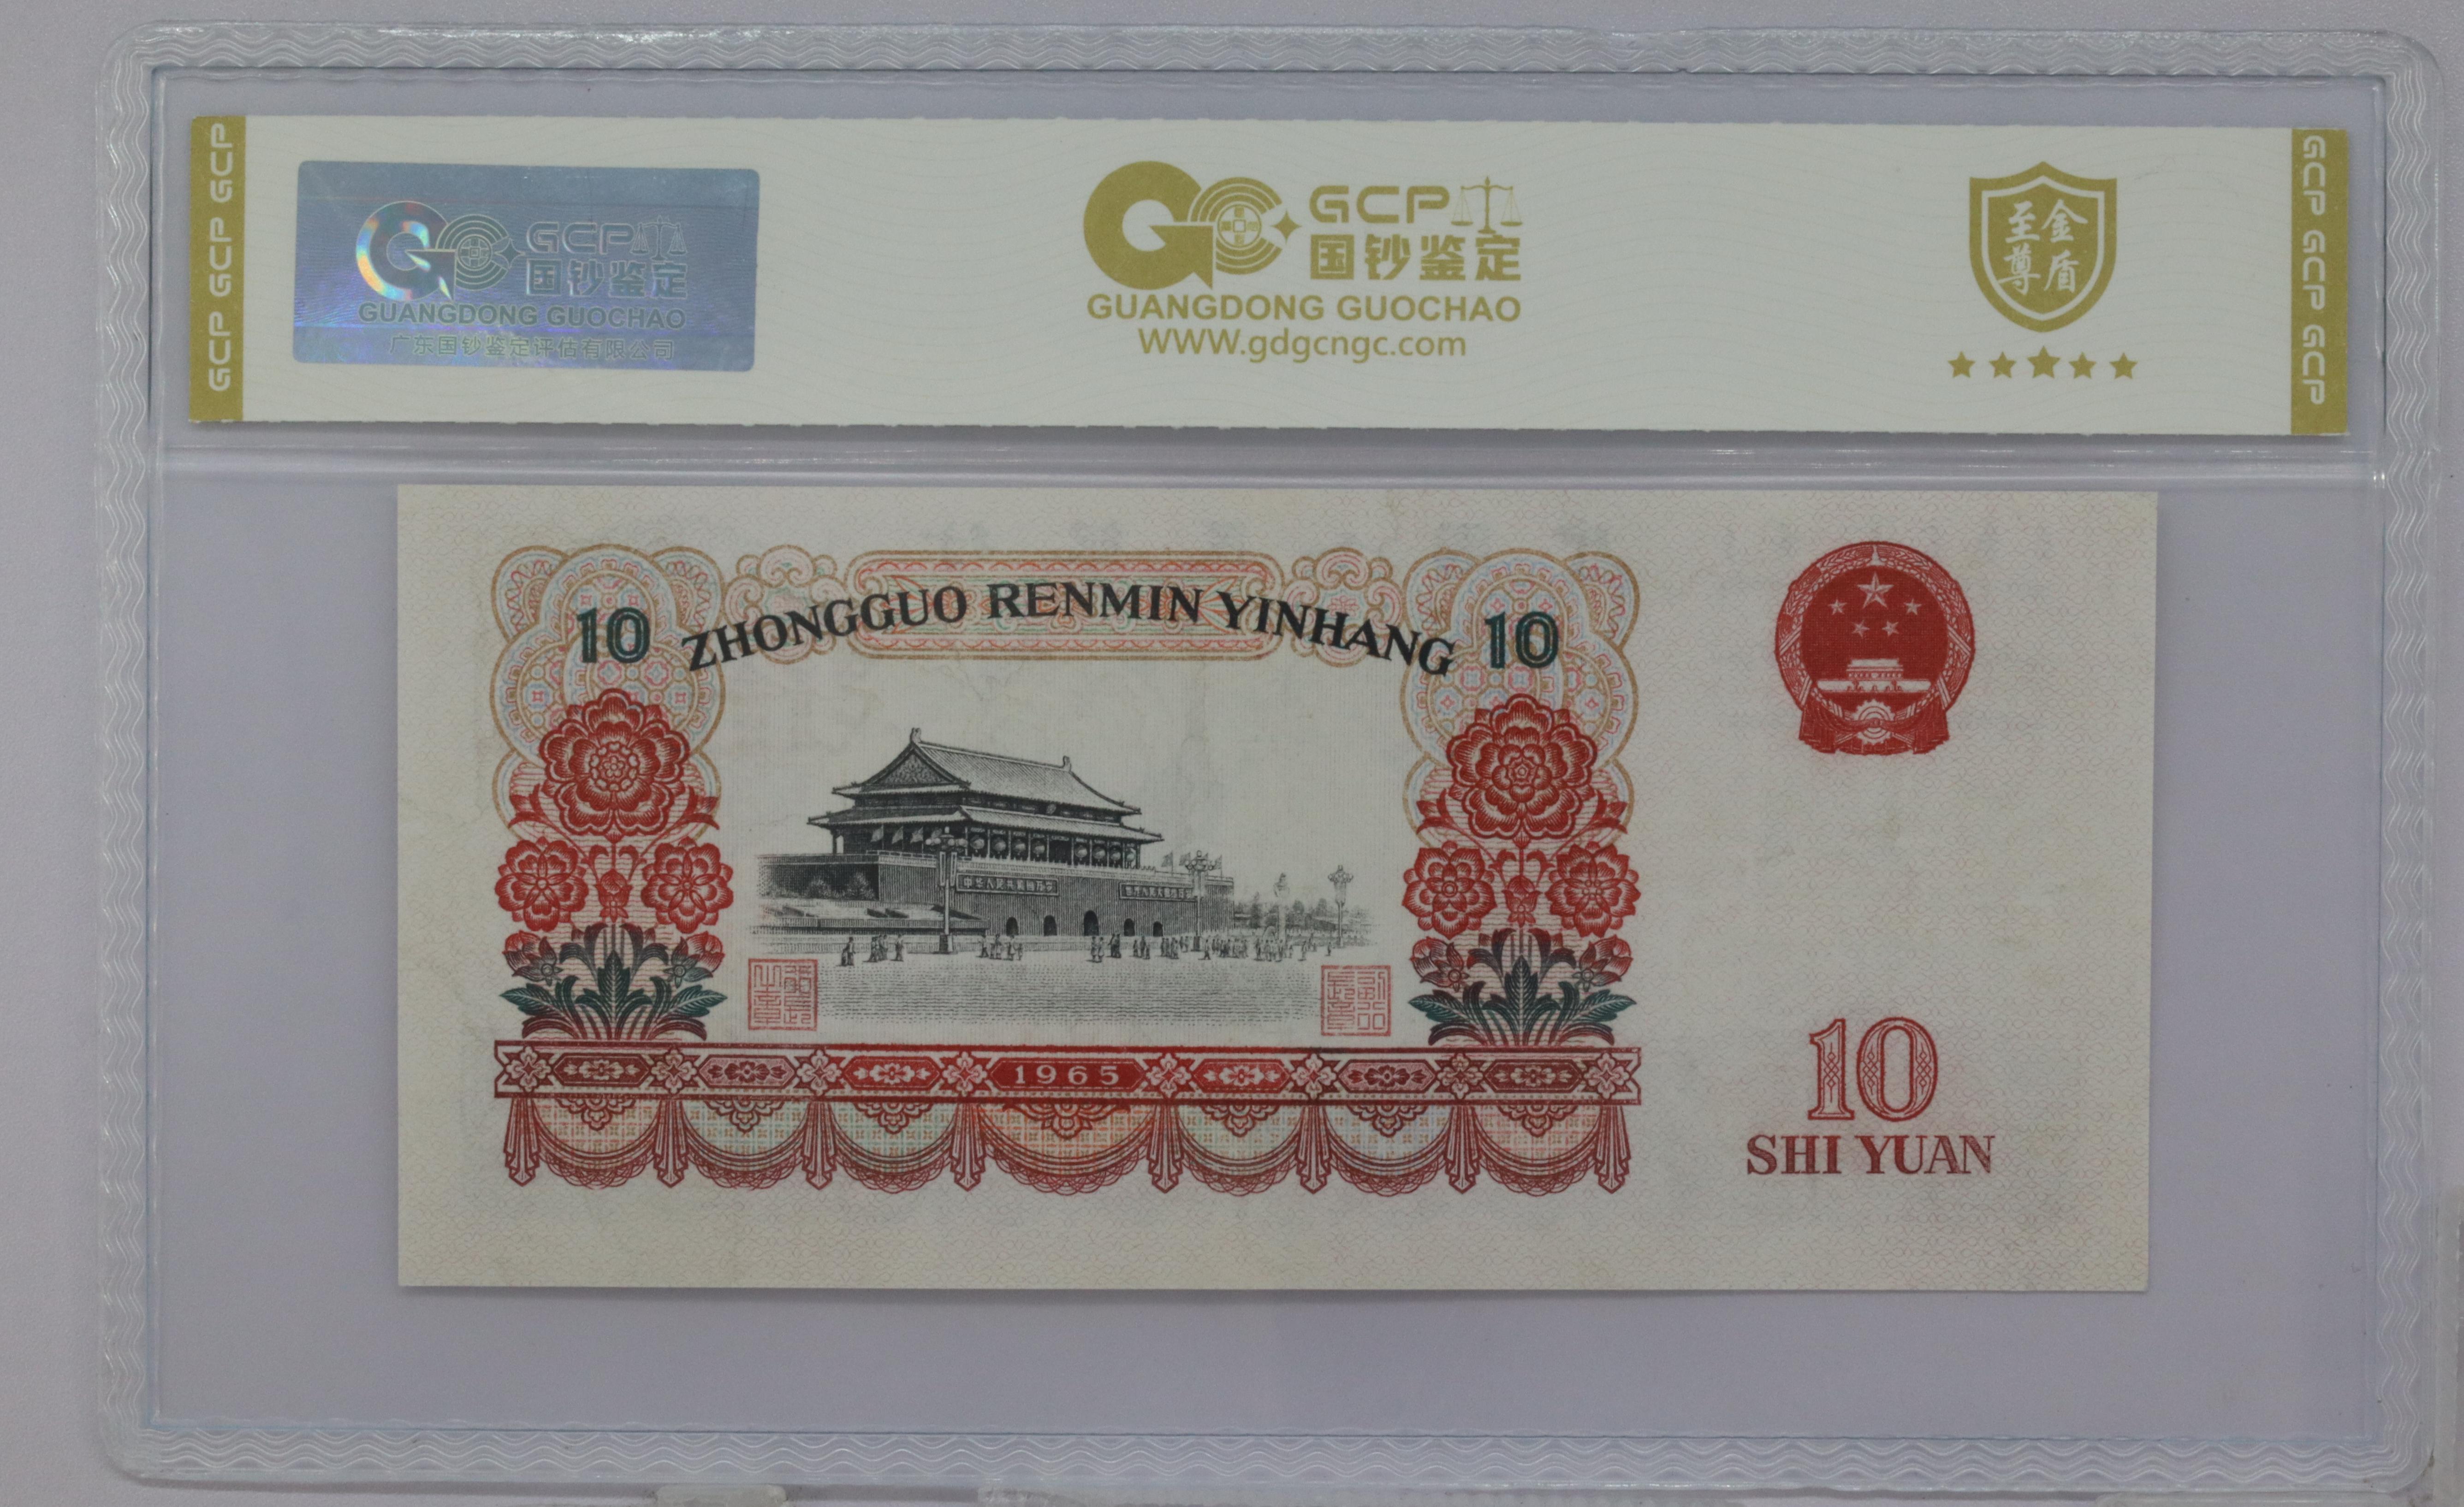 GCP GCP GCP
GCP
国钞鉴定
GUANGDONG GUOCHAO
广东国钞鉴定评估有限公司
GCP
国钞鉴定
GUANGDONG GUOCHAO
www.gdgcngc.com
至尊
金盾
GCP GCP GCP
10 ZHONGGUO RENMIN YINHANG 10
1965
10
SHI YUAN